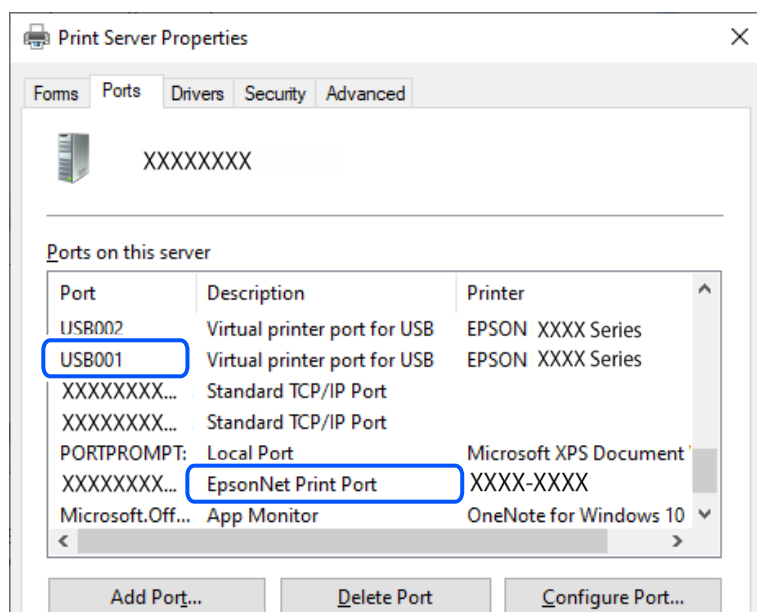 Print Server Properties
Forms Ports Drivers Security Advanced
XXXXXXXX
Ports on this server
Port Description Printer
USB002 Virtual printer port for USB EPSON XXXX Series
USB001 Virtual printer port for USB EPSON XXXX Series
XXXXXXXX... Standard TCP/IP Port
XXXXXXXX... Standard TCP/IP Port
PORTPROMPT: Local Port Microsoft XPS Document
XXXXXXXX... EpsonNet Print Port XXXX-XXXX
Microsoft.Off... App Monitor OneNote for Windows 10
Add Port... Delete Port Configure Port...